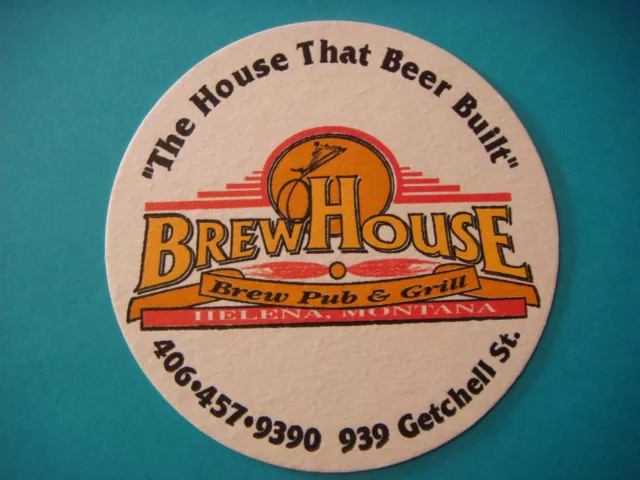 "The House That Beer Built"
BREWHOUSE
Brew Pub & Grill
HELENA, MONTANA
406•457•9390 939 Getchell St.